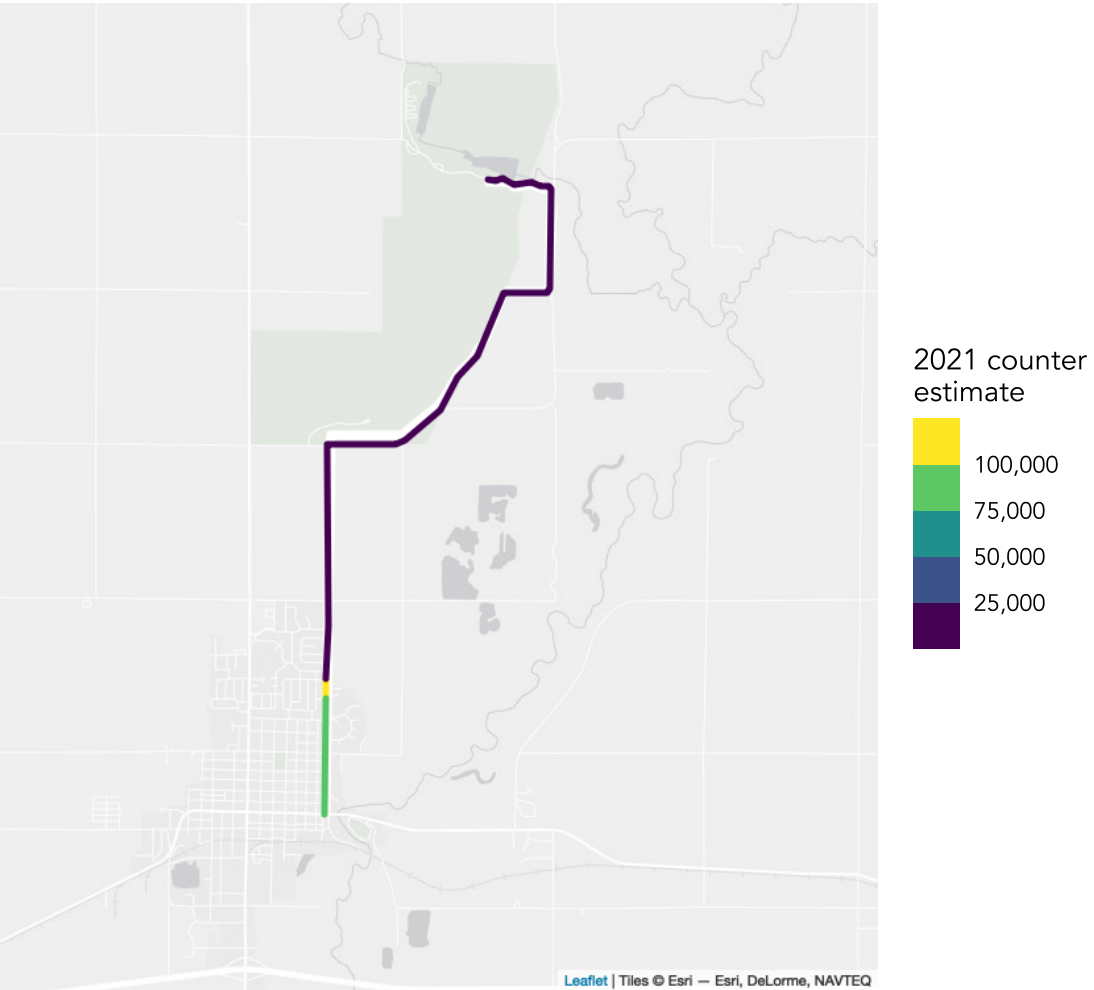 2021 counter
estimate
100,000
75,000
50,000
25,000
Leaflet | Tiles © Esri — Esri, DeLorme, NAVTEQ